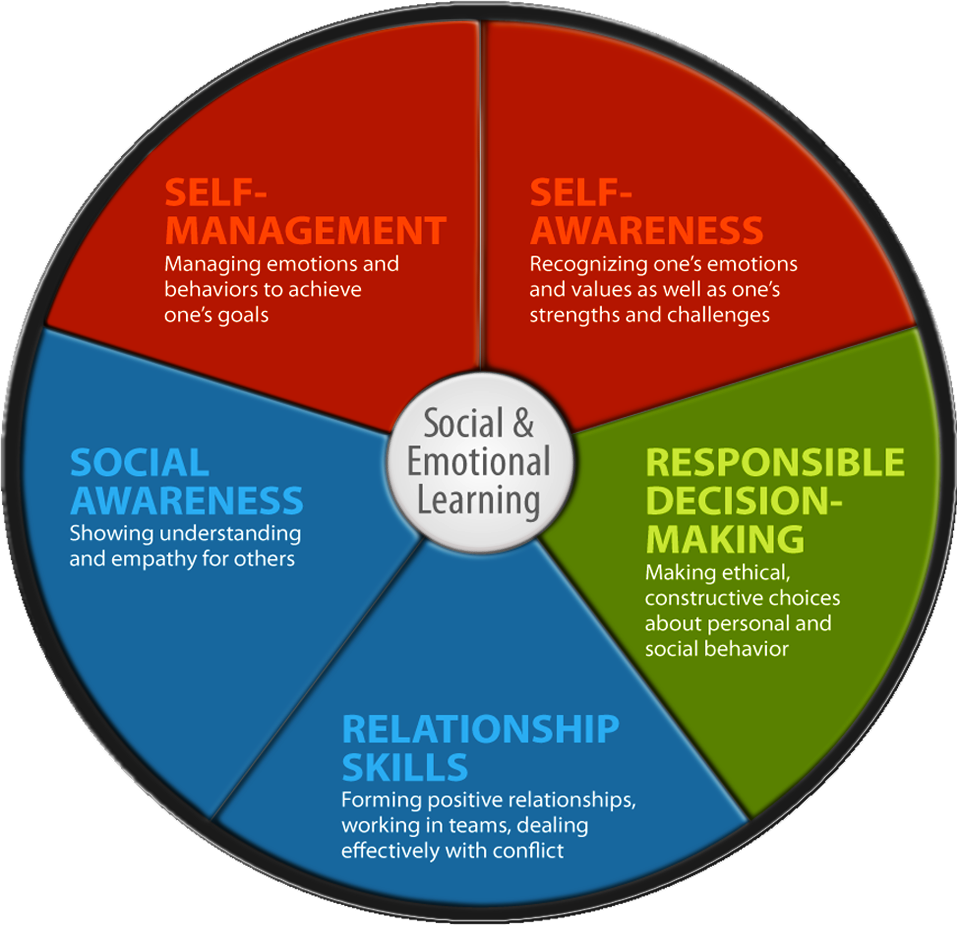 SELF-
MANAGEMENT
Managing emotions and
behaviors to achieve
one’s goals
SELF-
AWARENESS
Recognizing one’s emotions
and values as well as one’s
strengths and challenges
Social &
Emotional
Learning
SOCIAL
AWARENESS
Showing understanding
and empathy for others
RESPONSIBLE
DECISION-
MAKING
Making ethical,
constructive choices
about personal and
social behavior
RELATIONSHIP
SKILLS
Forming positive relationships,
working in teams, dealing
effectively with conflict